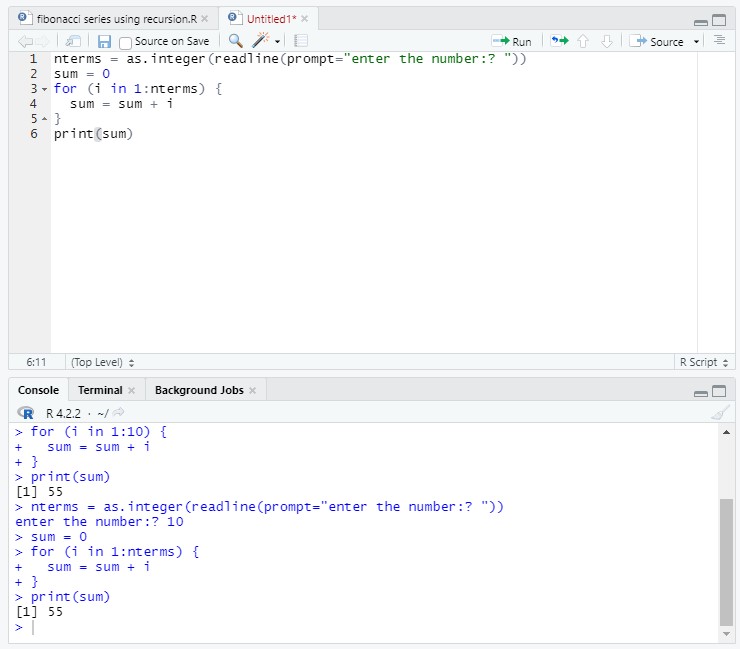 fibonacci series using recursion.R × Untitled1* ×
Source on Save Run Source
1 nterms = as.integer(readline(prompt="enter the number:? "))
2 sum = 0
3 for (i in 1:nterms) {
4 sum = sum + i
5 }
6 print(sum)
6:11 (Top Level) R Script
Console Terminal × Background Jobs ×
R R 4.2.2 · ~/
> for (i in 1:10) {
+ sum = sum + i
+ }
> print(sum)
[1] 55
> nterms = as.integer(readline(prompt="enter the number:? "))
enter the number:? 10
> sum = 0
> for (i in 1:nterms) {
+ sum = sum + i
+ }
> print(sum)
[1] 55
>